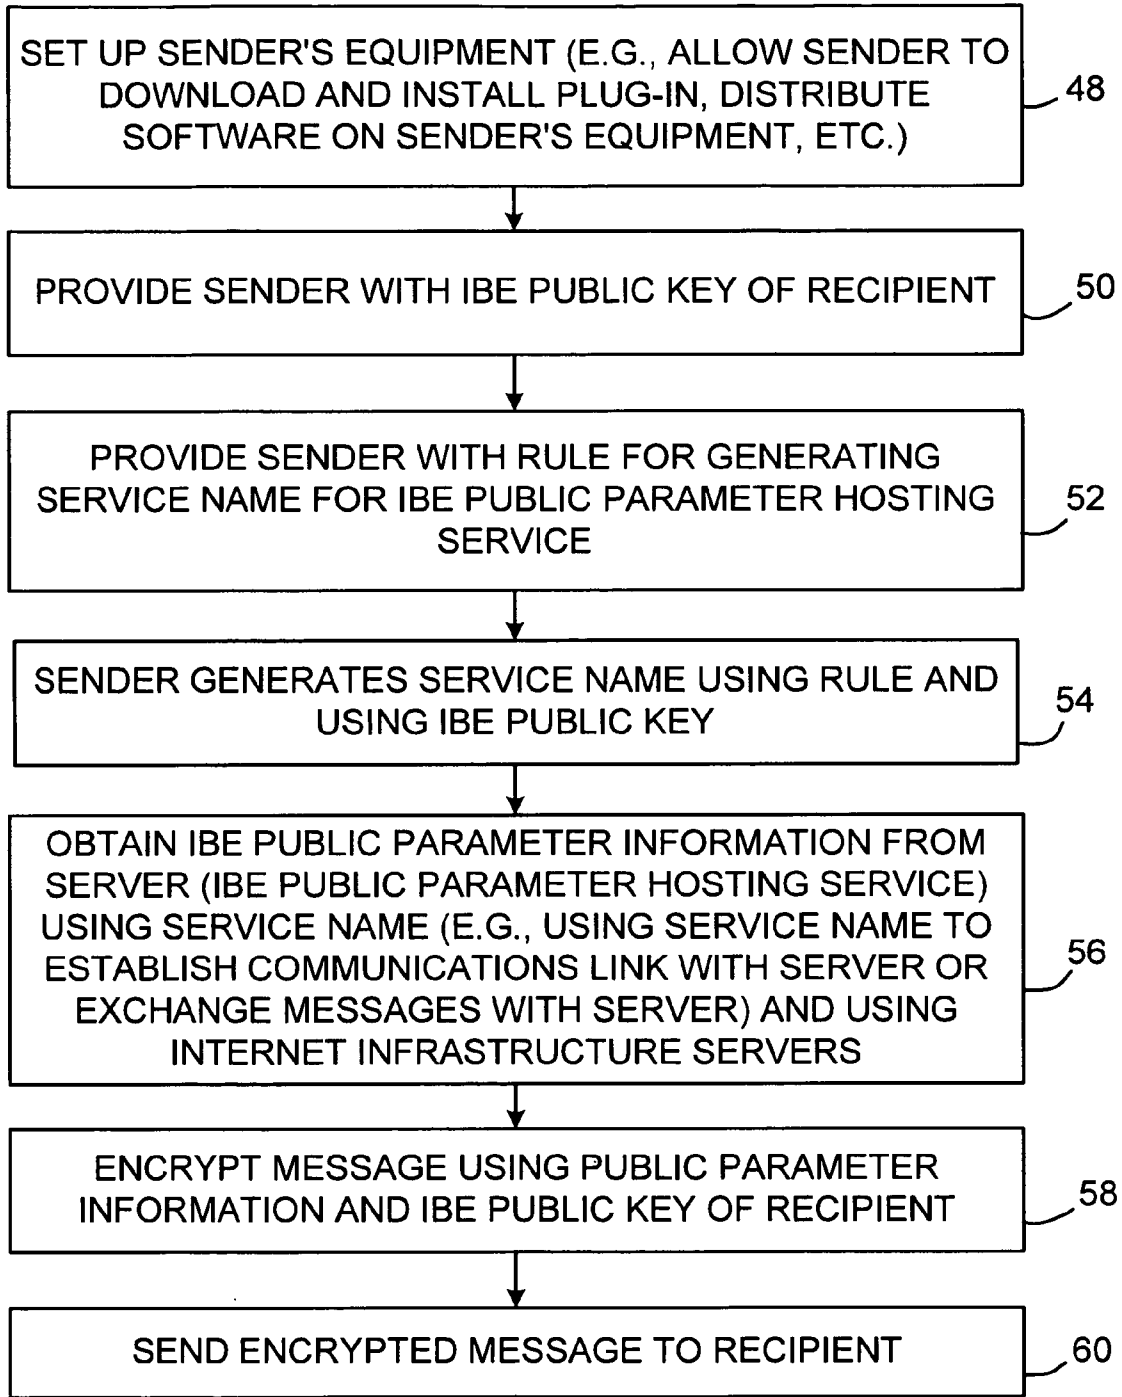 SET UP SENDER'S EQUIPMENT (E.G., ALLOW SENDER TO
DOWNLOAD AND INSTALL PLUG-IN, DISTRIBUTE
SOFTWARE ON SENDER'S EQUIPMENT, ETC.)
48
PROVIDE SENDER WITH IBE PUBLIC KEY OF RECIPIENT
50
PROVIDE SENDER WITH RULE FOR GENERATING
SERVICE NAME FOR IBE PUBLIC PARAMETER HOSTING
SERVICE
52
SENDER GENERATES SERVICE NAME USING RULE AND
USING IBE PUBLIC KEY
54
OBTAIN IBE PUBLIC PARAMETER INFORMATION FROM
SERVER (IBE PUBLIC PARAMETER HOSTING SERVICE)
USING SERVICE NAME (E.G., USING SERVICE NAME TO
ESTABLISH COMMUNICATIONS LINK WITH SERVER OR
EXCHANGE MESSAGES WITH SERVER) AND USING
INTERNET INFRASTRUCTURE SERVERS
56
ENCRYPT MESSAGE USING PUBLIC PARAMETER
INFORMATION AND IBE PUBLIC KEY OF RECIPIENT
58
SEND ENCRYPTED MESSAGE TO RECIPIENT
60